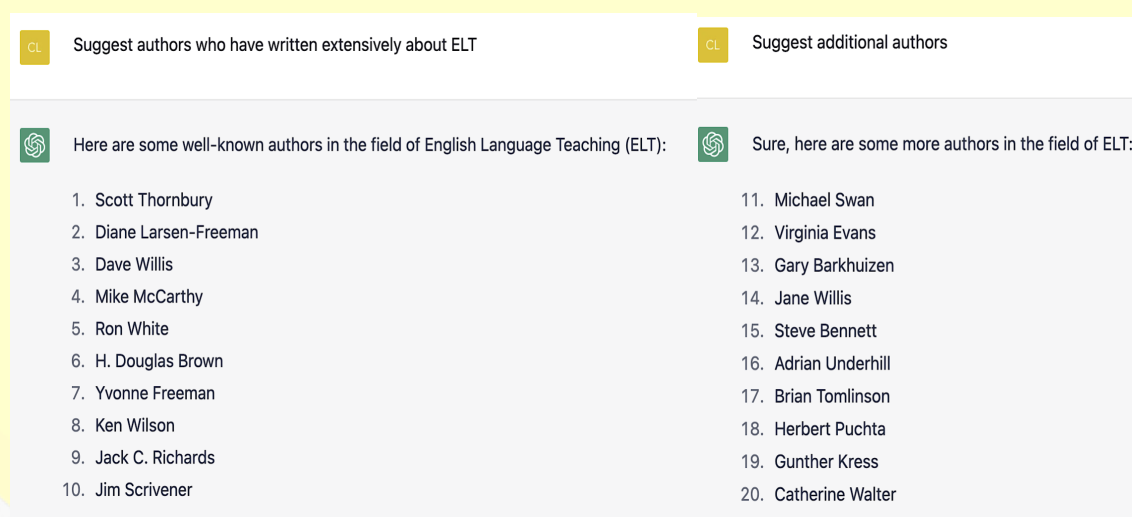 CL
Suggest authors who have written extensively about ELT
Here are some well-known authors in the field of English Language Teaching (ELT):
1. Scott Thornbury
2. Diane Larsen-Freeman
3. Dave Willis
4. Mike McCarthy
5. Ron White
6. H. Douglas Brown
7. Yvonne Freeman
8. Ken Wilson
9. Jack C. Richards
10. Jim Scrivener
CL
Suggest additional authors
Sure, here are some more authors in the field of ELT:
11. Michael Swan
12. Virginia Evans
13. Gary Barkhuizen
14. Jane Willis
15. Steve Bennett
16. Adrian Underhill
17. Brian Tomlinson
18. Herbert Puchta
19. Gunther Kress
20. Catherine Walter